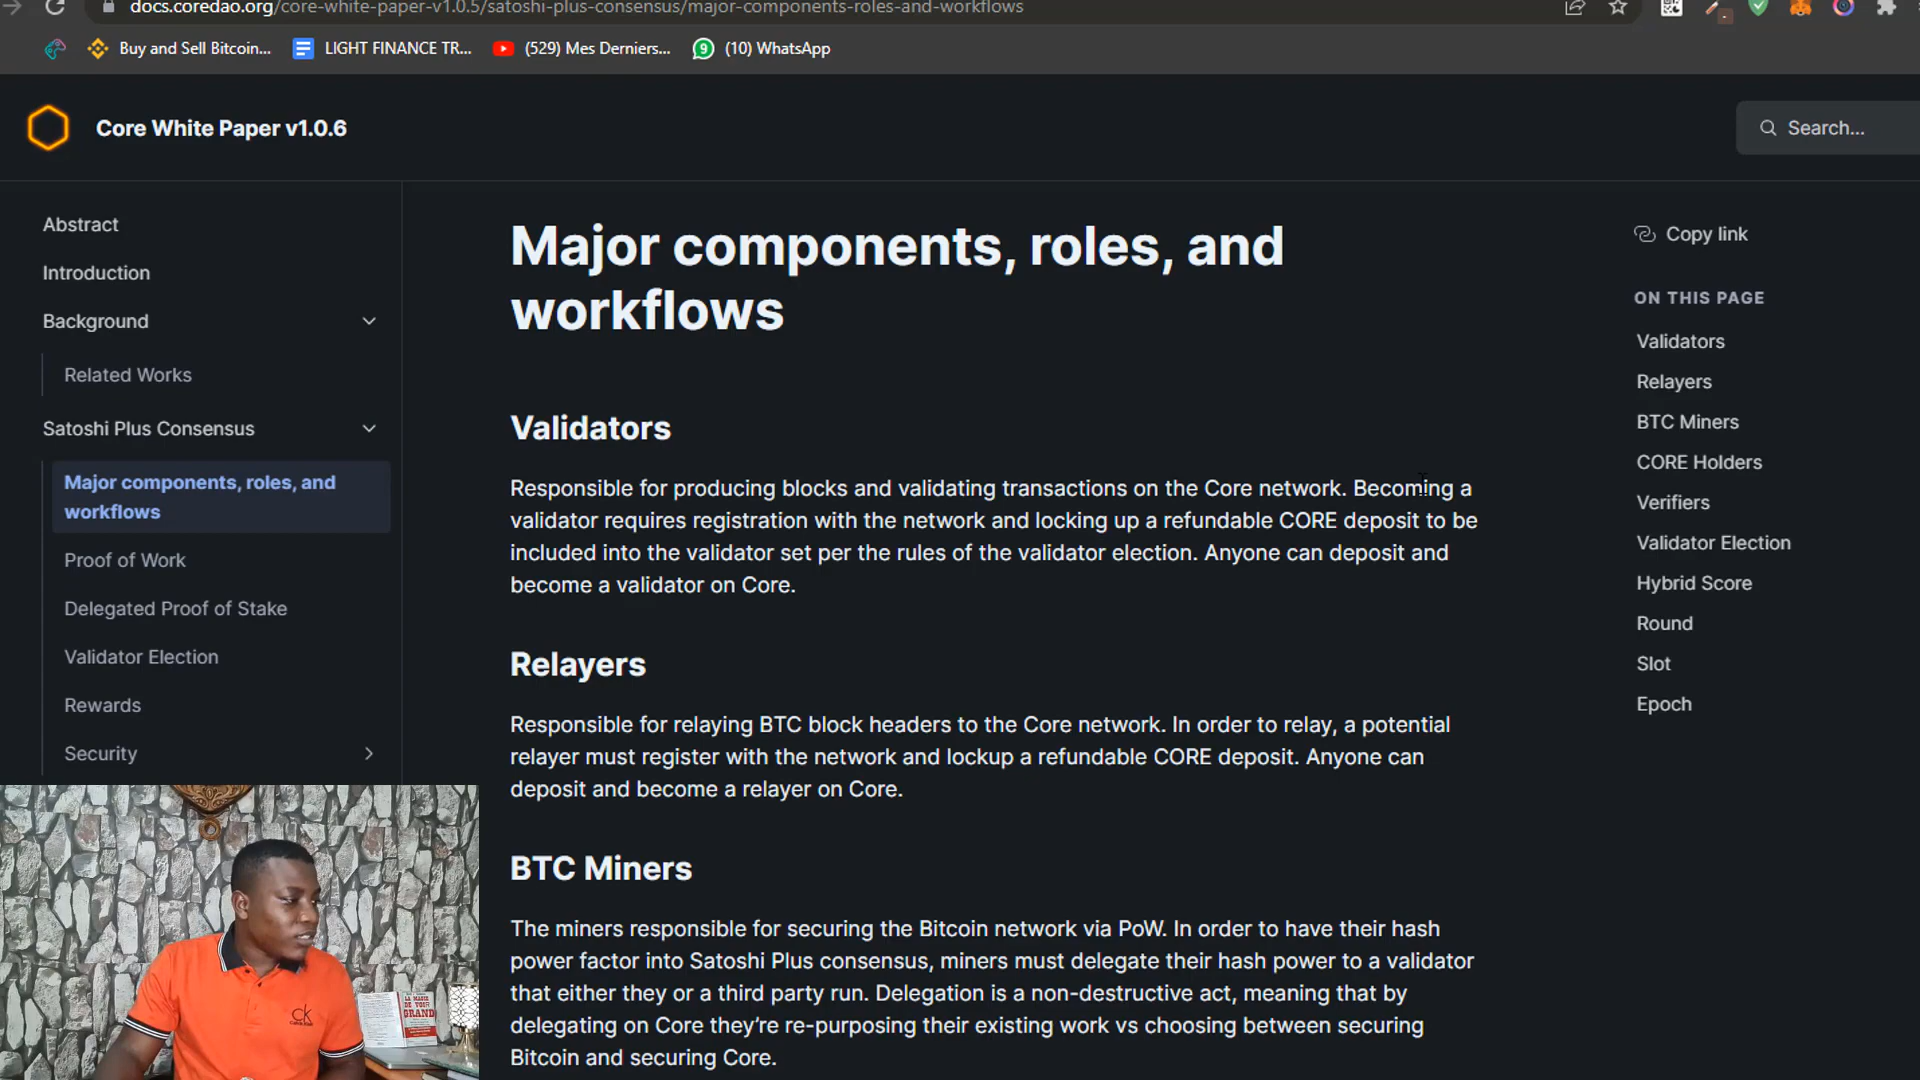 docs.coredao.org/core-white-paper-v1.0.5/satoshi-plus-consensus/major-components-roles-and-workflows
Buy and Sell Bitcoin...
LIGHT FINANCE TR...
(529) Mes Derniers...
9
(10) WhatsApp
Core White Paper v1.0.6
Search...
Abstract
Introduction
Background
Related Works
Satoshi Plus Consensus
Major components, roles, and
workflows
Proof of Work
Delegated Proof of Stake
Validator Election
Rewards
Security
Major components, roles, and
workflows
Validators
Responsible for producing blocks and validating transactions on the Core network. Becoming a
validator requires registration with the network and locking up a refundable CORE deposit to be
included into the validator set per the rules of the validator election. Anyone can deposit and
become a validator on Core.
Relayers
Responsible for relaying BTC block headers to the Core network. In order to relay, a potential
relayer must register with the network and lockup a refundable CORE deposit. Anyone can
deposit and become a relayer on Core.
BTC Miners
The miners responsible for securing the Bitcoin network via PoW. In order to have their hash
power factor into Satoshi Plus consensus, miners must delegate their hash power to a validator
that either they or a third party run. Delegation is a non-destructive act, meaning that by
delegating on Core they’re re-purposing their existing work vs choosing between securing
Bitcoin and securing Core.
Copy link
ON THIS PAGE
Validators
Relayers
BTC Miners
CORE Holders
Verifiers
Validator Election
Hybrid Score
Round
Slot
Epoch
ck
LA MAGIE
DE VOIR
GRAND